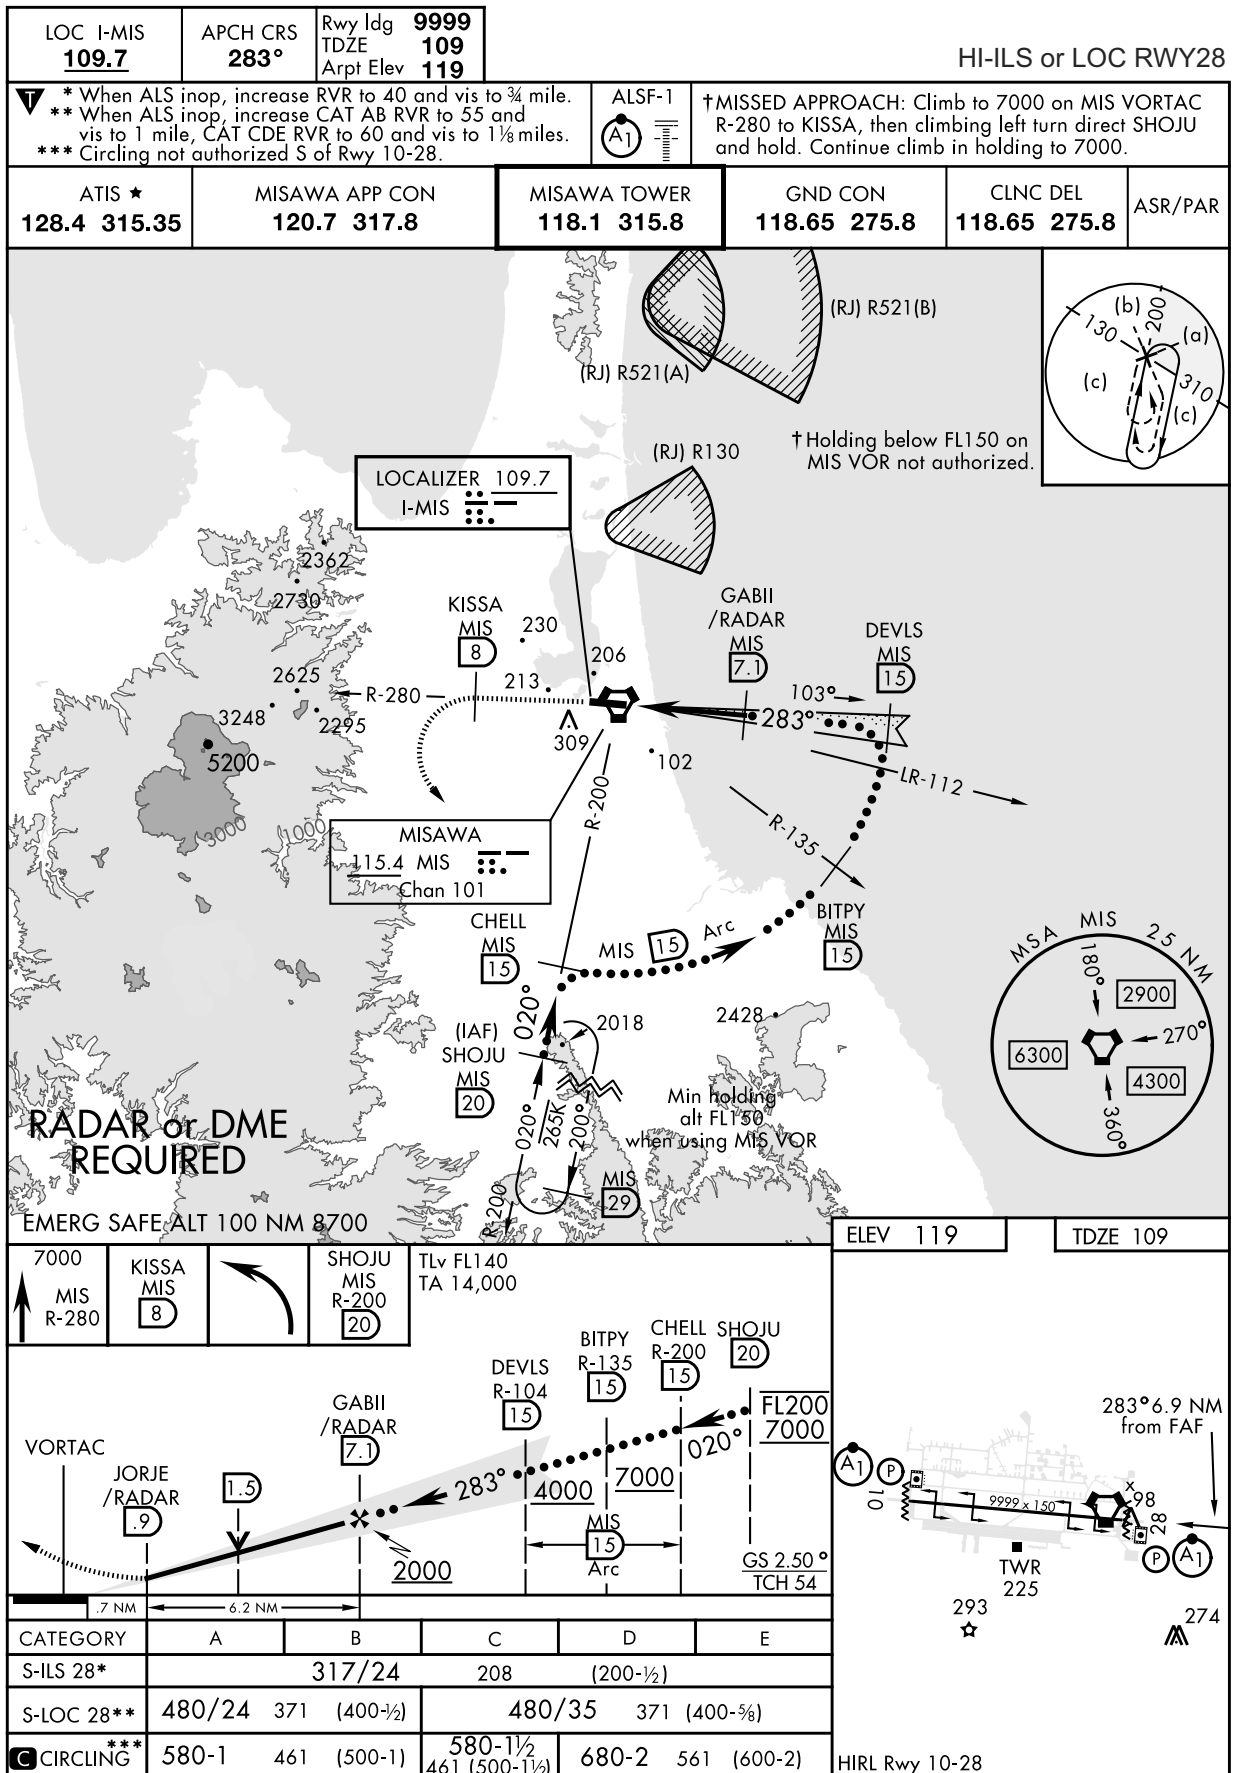 LOC I-MIS
109.7
APCH CRS
283°
Rwy ldg 9999
TDZE 109
Arpt Elev 119
HI-ILS or LOC RWY28
T
* When ALS inop, increase RVR to 40 and vis to ¾ mile.
** When ALS inop, increase CAT AB RVR to 55 and
vis to 1 mile, CAT CDE RVR to 60 and vis to 1⅛ miles.
*** Circling not authorized S of Rwy 10-28.
ALSF-1
A1
†MISSED APPROACH: Climb to 7000 on MIS VORTAC
R-280 to KISSA, then climbing left turn direct SHOJU
and hold. Continue climb in holding to 7000.
ATIS ★
128.4 315.35
MISAWA APP CON
120.7 317.8
MISAWA TOWER
118.1 315.8
GND CON
118.65 275.8
CLNC DEL
118.65 275.8
ASR/PAR
(RJ) R521(B)
(RJ) R521(A)
(RJ) R130
(b)
200
130
(a)
(c)
310
(c)
†Holding below FL150 on
MIS VOR not authorized.
LOCALIZER 109.7
I-MIS
2362
2730
2625
3248
2295
5200
3000
1000
KISSA
MIS
8
230
206
213
309
102
R-280
GABII
/RADAR
MIS
7.1
DEVLS
MIS
15
103°
283°
LR-112
R-135
R-200
MISAWA
115.4 MIS
Chan 101
CHELL
MIS
15
MIS 15 Arc
BITPY
MIS
15
020°
(IAF)
SHOJU
MIS
20
2018
2428
020°
265K
200°
Min holding
alt FL150
when using MIS VOR
MIS
29
R-200
MSA MIS 25 NM
180°
2900
270°
6300
4300
360°
RADAR or DME
REQUIRED
EMERG SAFE ALT 100 NM 8700
ELEV 119
TDZE 109
7000
MIS
R-280
KISSA
MIS
8
SHOJU
MIS
R-200
20
TLv FL140
TA 14,000
VORTAC
JORJE
/RADAR
.9
1.5
GABII
/RADAR
7.1
DEVLS
R-104
15
BITPY
R-135
15
CHELL
R-200
15
SHOJU
20
FL200
7000
020°
283°
7000
4000
2000
MIS
15
Arc
GS 2.50°
TCH 54
.7 NM
6.2 NM
283° 6.9 NM
from FAF
A1
P
10
9999 x 150
X
98
28
P
A1
TWR
225
293
274
HIRL Rwy 10-28
CATEGORY A B C D E
S-ILS 28* 317/24 208 (200-½)
S-LOC 28** 480/24 371 (400-½) 480/35 371 (400-⅝)
C CIRCLING*** 580-1 461 (500-1) 580-1½ 461 (500-1½) 680-2 561 (600-2)